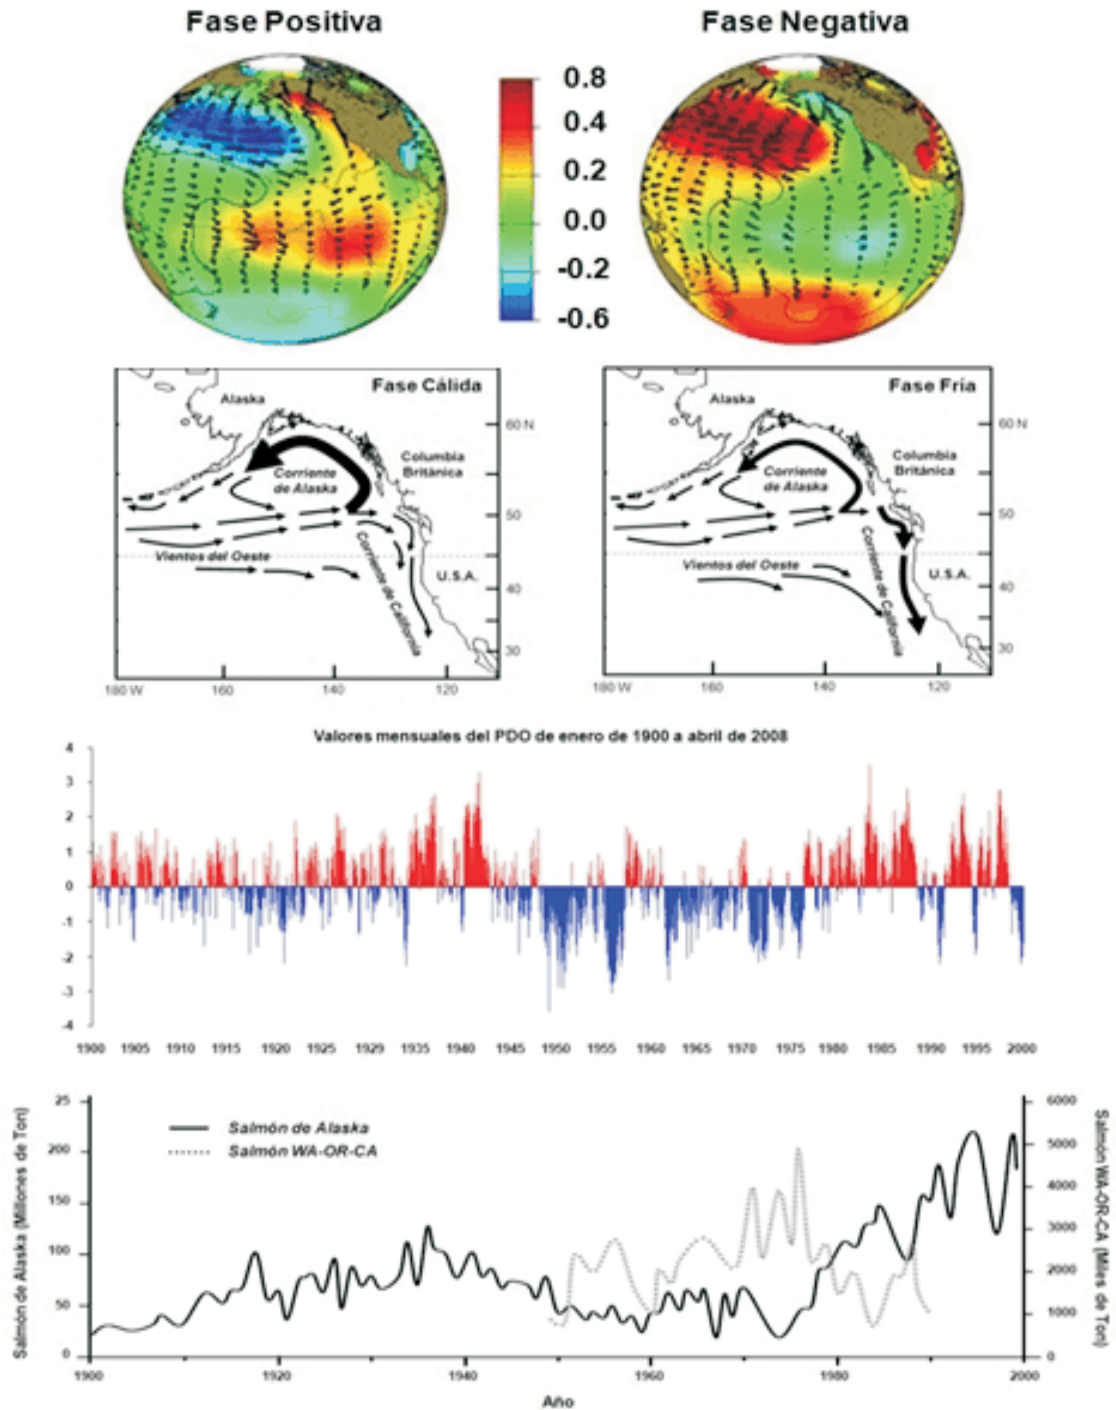 Fase Positiva
Fase Negativa
0.8
0.4
0.2
0.0
-0.2
-0.6
Fase Cálida
Alaska
60 N
Columbia
Británica
Corriente
de Alaska
50
Vientos del Oeste
Corriente de California
U.S.A.
40
30
180 W
160
140
120
Fase Fría
Alaska
60 N
Columbia
Británica
Corriente
de Alaska
50
Vientos del Oeste
Corriente de California
U.S.A.
40
30
180 W
160
140
120
Valores mensuales del PDO de enero de 1900 a abril de 2008
4
3
2
1
0
-1
-2
-3
-4
1900 1905 1910 1915 1920 1925 1929 1935 1940 1945 1950 1955 1960 1965 1970 1975 1980 1985 1990 1995 2000
Salmón de Alaska (Millones de Ton)
25
200
150
100
50
0
Salmón de Alaska
Salmón WA-OR-CA
6000
5000
4000
3000
2000
1000
0
Salmón WA-OR-CA (Miles de Ton)
1900 1920 1940 1960 1980 2000
Año